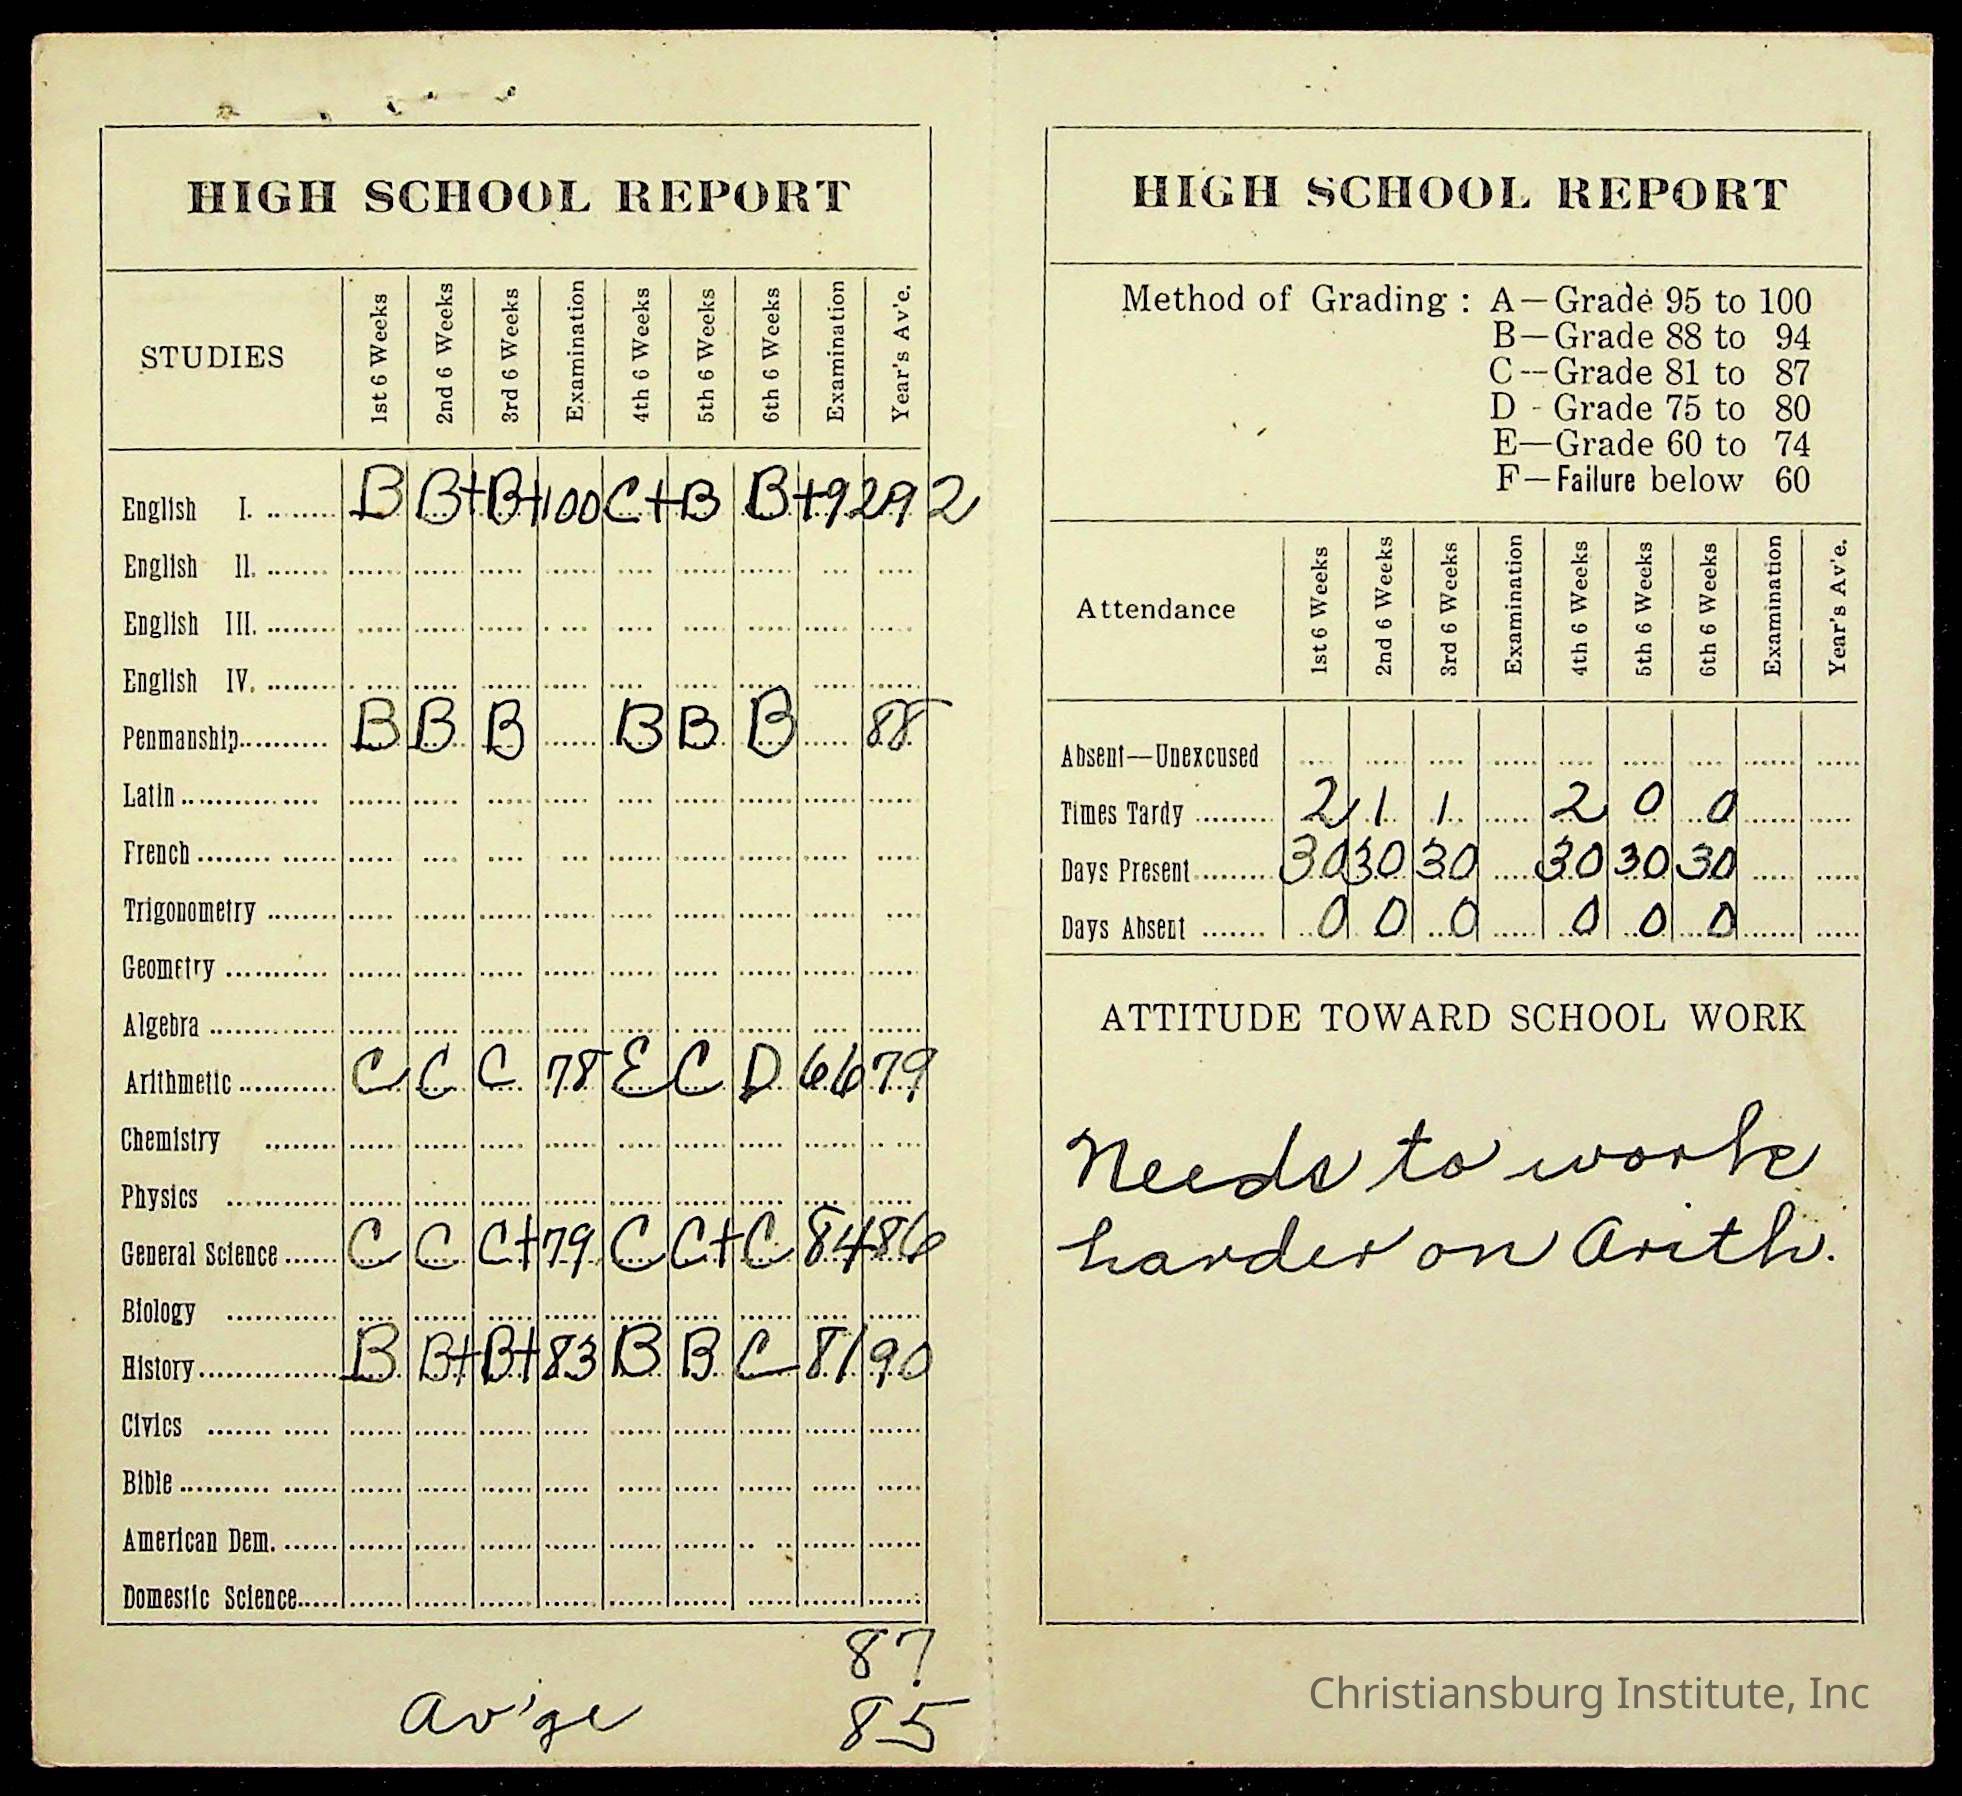 HIGH SCHOOL REPORT
STUDIES 1st 6 Weeks 2nd 6 Weeks 3rd 6 Weeks Examination 4th 6 Weeks 5th 6 Weeks 6th 6 Weeks Examination Year's Av'e.
English I. B B+ B+ 100 C+ B B+ 92 92
English II.
English III.
English IV.
Penmanship B B B B B B 88
Latin
French
Trigonometry
Geometry
Algebra
Arithmetic C C C 78 E C D 66 79
Chemistry
Physics
General Science C C C+ 79 C C+ C 84 86
Biology
History B B+ B+ 83 B B C 81 90
Civics
Bible
American Dem.
Domestic Science
87
Av'ge 85
HIGH SCHOOL REPORT
Method of Grading : A—Grade 95 to 100
B—Grade 88 to 94
C--Grade 81 to 87
D - Grade 75 to 80
E—Grade 60 to 74
F—Failure below 60
Attendance 1st 6 Weeks 2nd 6 Weeks 3rd 6 Weeks Examination 4th 6 Weeks 5th 6 Weeks 6th 6 Weeks Examination Year's Av'e.
Absent—Unexcused
Times Tardy 2 1 1 2 0 0
Days Present 30 30 30 30 30 30
Days Absent 0 0 0 0 0 0
ATTITUDE TOWARD SCHOOL WORK
Needs to work
harder on Arith.
Christiansburg Institute, Inc